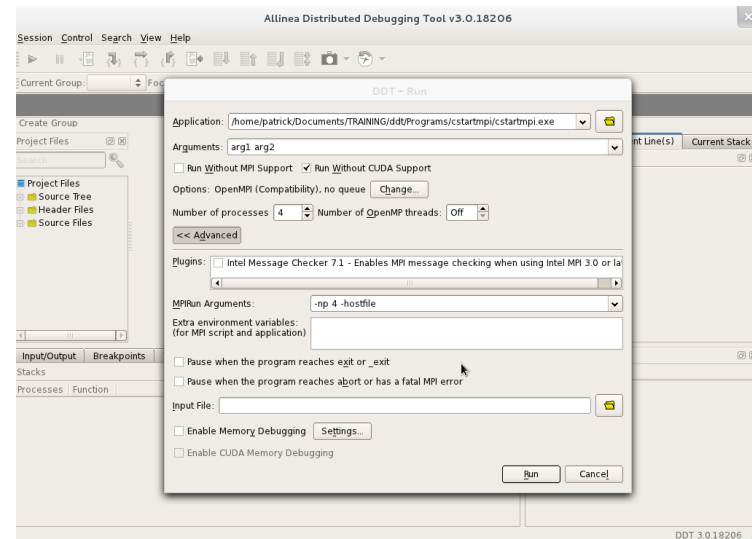 Allinea Distributed Debugging Tool v3.0.18206
Session Control Search View Help
Current Group: Foc
DDT - Run
Create Group
Project Files
Search
Project Files
Source Tree
Header Files
Source Files
Application: /home/patrick/Documents/TRAINING/ddt/Programs/cstartmpi/cstartmpi.exe
Arguments: arg1 arg2
Run Without MPI Support Run Without CUDA Support
Options: OpenMPI (Compatibility), no queue Change...
Number of processes 4 Number of OpenMP threads: Off
<< Advanced
Plugins: Intel Message Checker 7.1 - Enables MPI message checking when using Intel MPI 3.0 or la
MPIRun Arguments: -np 4 -hostfile
Extra environment variables:
(for MPI script and application)
Pause when the program reaches exit or _exit
Pause when the program reaches abort or has a fatal MPI error
Input File:
Enable Memory Debugging Settings...
Enable CUDA Memory Debugging
Run Cancel
nt Line(s) Current Stack
Input/Output Breakpoints
Stacks
Processes Function
DDT 3.0.18206